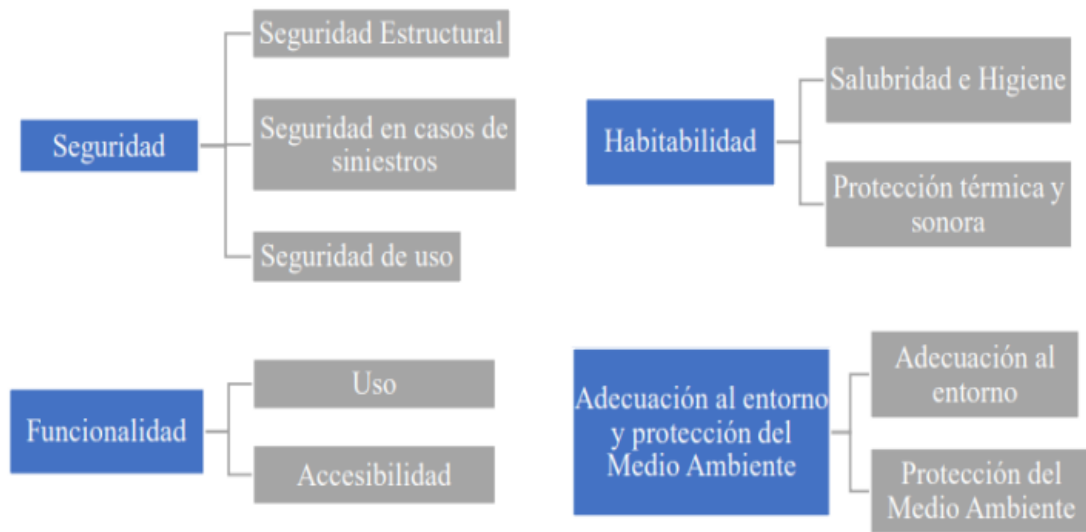 Seguridad
Seguridad Estructural
Seguridad en casos de
siniestros
Seguridad de uso
Habitabilidad
Salubridad e Higiene
Protección térmica y
sonora
Funcionalidad
Uso
Accesibilidad
Adecuación al entorno
y protección del
Medio Ambiente
Adecuación al
entorno
Protección del
Medio Ambiente